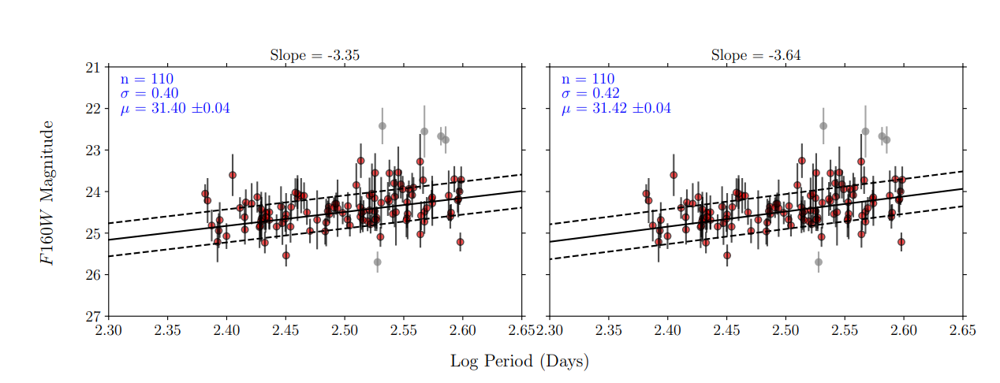 Slope = -3.35
Slope = -3.64
n = 110
σ = 0.40
μ = 31.40 ±0.04
n = 110
σ = 0.42
μ = 31.42 ±0.04
F160W Magnitude
21
22
23
24
25
26
27
2.30 2.35 2.40 2.45 2.50 2.55 2.60 2.65
2.30 2.35 2.40 2.45 2.50 2.55 2.60 2.65
Log Period (Days)